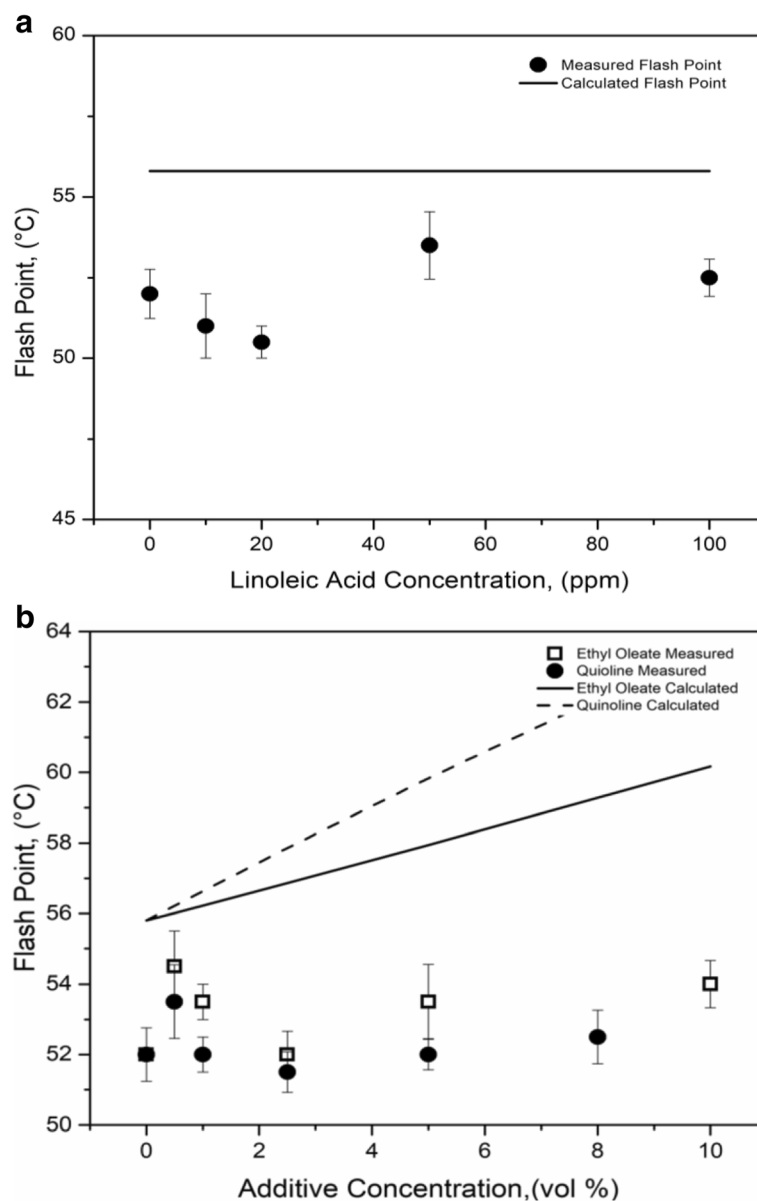 a
60
55
50
45
Flash Point, (°C)
Measured Flash Point
Calculated Flash Point
0 20 40 60 80 100
Linoleic Acid Concentration, (ppm)
b
64
62
60
58
56
54
52
50
Flash Point, (°C)
Ethyl Oleate Measured
Quioline Measured
Ethyl Oleate Calculated
Quinoline Calculated
0 2 4 6 8 10
Additive Concentration,(vol %)